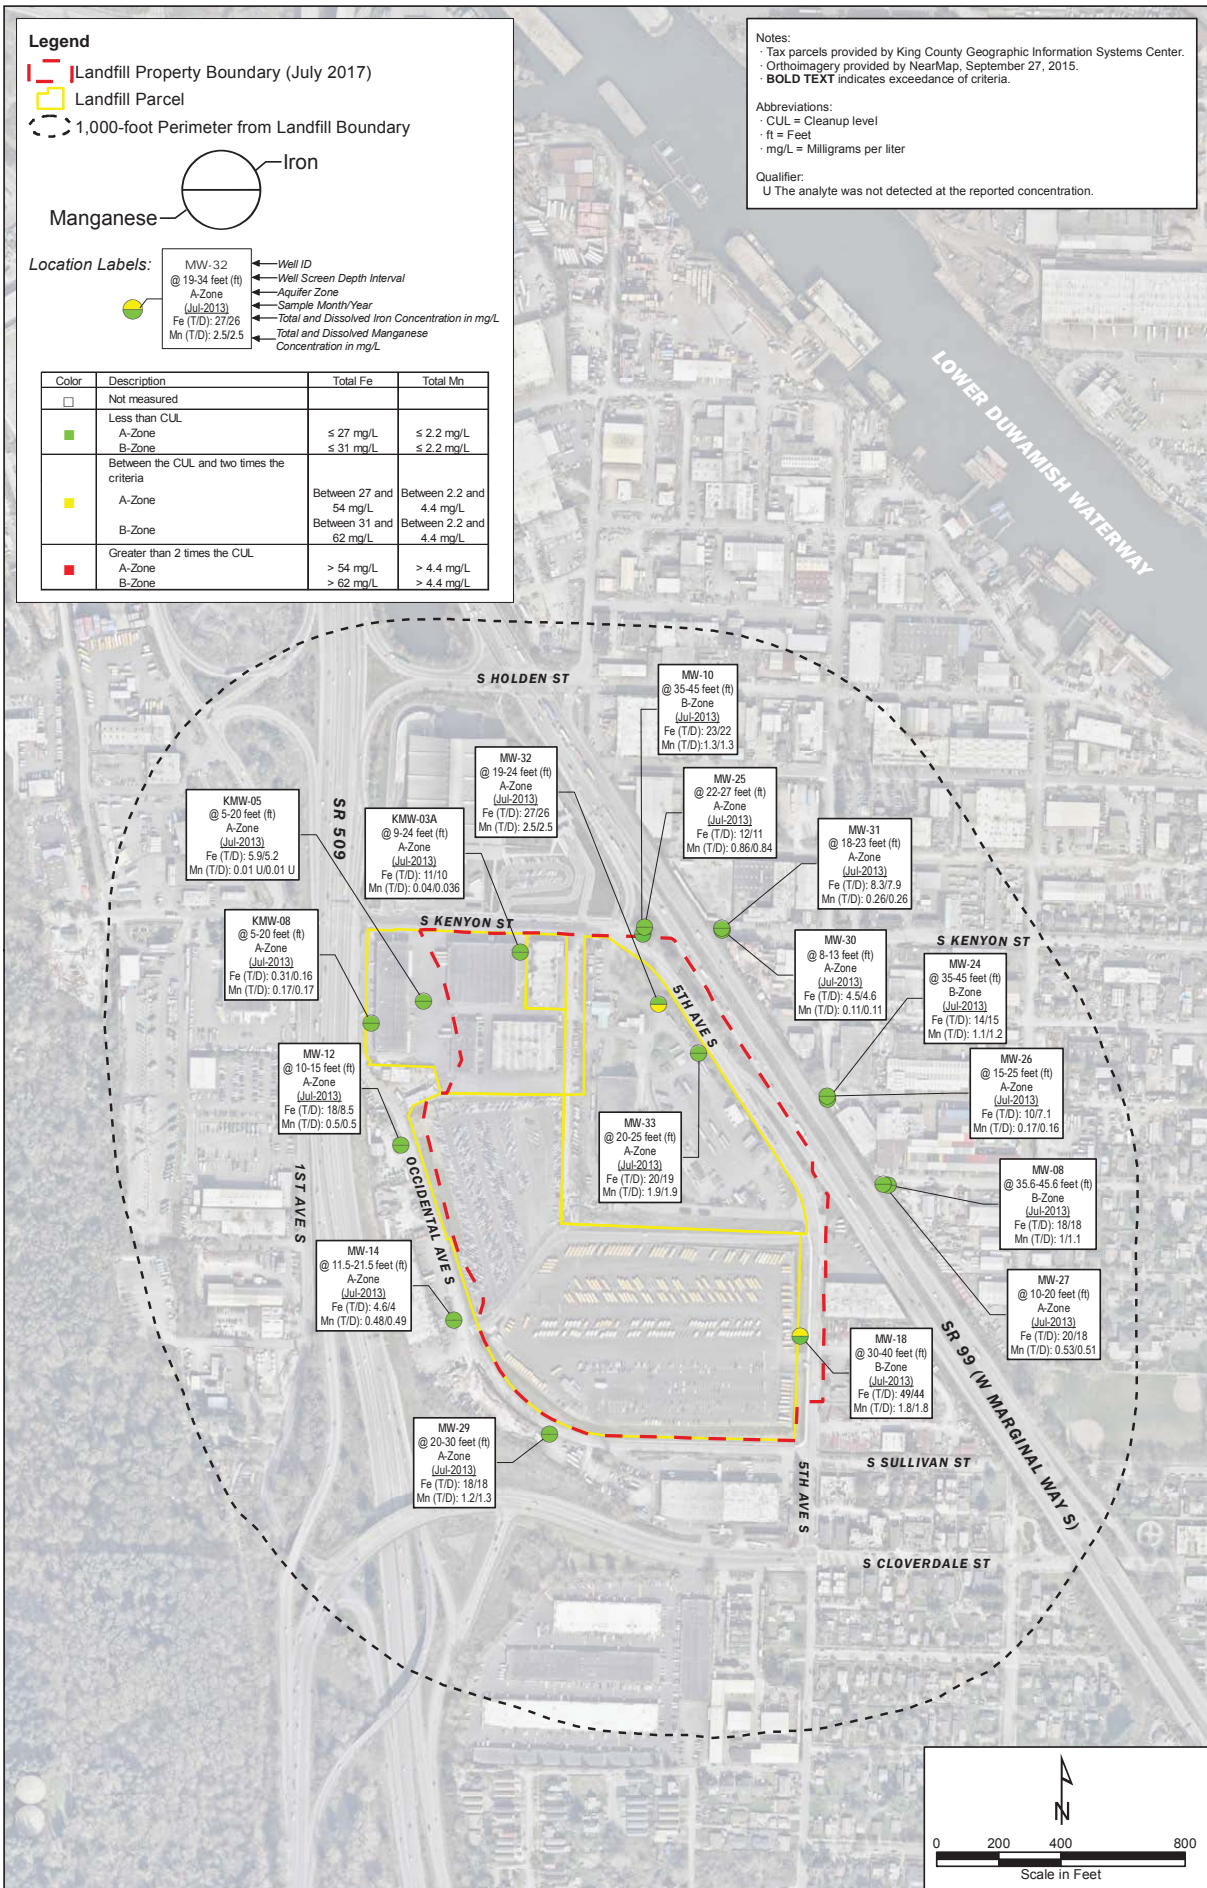 Legend
Landfill Property Boundary (July 2017)
Landfill Parcel
1,000-foot Perimeter from Landfill Boundary
Iron
Manganese
Location Labels:
MW-32
@ 19-34 feet (ft)
A-Zone
(Jul-2013)
Fe (T/D): 27/26
Mn (T/D): 2.5/2.5
Well ID
Well Screen Depth Interval
Aquifer Zone
Sample Month/Year
Total and Dissolved Iron Concentration in mg/L
Total and Dissolved Manganese
Concentration in mg/L
Color Description Total Fe Total Mn
Not measured
Less than CUL
A-Zone ≤ 27 mg/L ≤ 2.2 mg/L
B-Zone ≤ 31 mg/L ≤ 2.2 mg/L
Between the CUL and two times the
criteria
A-Zone Between 27 and Between 2.2 and
54 mg/L 4.4 mg/L
B-Zone Between 31 and Between 2.2 and
62 mg/L 4.4 mg/L
Greater than 2 times the CUL
A-Zone > 54 mg/L > 4.4 mg/L
B-Zone > 62 mg/L > 4.4 mg/L
Notes:
· Tax parcels provided by King County Geographic Information Systems Center.
· Orthoimagery provided by NearMap, September 27, 2015.
· BOLD TEXT indicates exceedance of criteria.
Abbreviations:
· CUL = Cleanup level
· ft = Feet
· mg/L = Milligrams per liter
Qualifier:
U The analyte was not detected at the reported concentration.
LOWER DUWAMISH WATERWAY
S HOLDEN ST
MW-10
@ 35-45 feet (ft)
B-Zone
(Jul-2013)
Fe (T/D): 23/22
Mn (T/D):1.3/1.3
MW-32
@ 19-24 feet (ft)
A-Zone
(Jul-2013)
Fe (T/D): 27/26
Mn (T/D): 2.5/2.5
MW-25
@ 22-27 feet (ft)
A-Zone
(Jul-2013)
Fe (T/D): 12/11
Mn (T/D): 0.86/0.84
KMW-05
@ 5-20 feet (ft)
A-Zone
(Jul-2013)
Fe (T/D): 5.9/5.2
Mn (T/D): 0.01 U/0.01 U
SR 509
KMW-03A
@ 9-24 feet (ft)
A-Zone
(Jul-2013)
Fe (T/D): 11/10
Mn (T/D): 0.04/0.036
MW-31
@ 18-23 feet (ft)
A-Zone
(Jul-2013)
Fe (T/D): 8.3/7.9
Mn (T/D): 0.26/0.26
KMW-08
@ 5-20 feet (ft)
A-Zone
(Jul-2013)
Fe (T/D): 0.31/0.16
Mn (T/D): 0.17/0.17
S KENYON ST
S KENYON ST
MW-30
@ 8-13 feet (ft)
A-Zone
(Jul-2013)
Fe (T/D): 4.5/4.6
Mn (T/D): 0.11/0.11
MW-24
@ 35-45 feet (ft)
B-Zone
(Jul-2013)
Fe (T/D): 14/15
Mn (T/D): 1.1/1.2
5TH AVE S
MW-12
@ 10-15 feet (ft)
A-Zone
(Jul-2013)
Fe (T/D): 18/8.5
Mn (T/D): 0.5/0.5
MW-26
@ 15-25 feet (ft)
A-Zone
(Jul-2013)
Fe (T/D): 10/7.1
Mn (T/D): 0.17/0.16
MW-33
@ 20-25 feet (ft)
A-Zone
(Jul-2013)
Fe (T/D): 20/19
Mn (T/D): 1.9/1.9
1ST AVE S
OCCIDENTAL AVE S
MW-08
@ 35.6-45.6 feet (ft)
B-Zone
(Jul-2013)
Fe (T/D): 18/18
Mn (T/D): 1/1.1
MW-14
@ 11.5-21.5 feet (ft)
A-Zone
(Jul-2013)
Fe (T/D): 4.6/4
Mn (T/D): 0.48/0.49
MW-27
@ 10-20 feet (ft)
A-Zone
(Jul-2013)
Fe (T/D): 20/18
Mn (T/D): 0.53/0.51
MW-18
@ 30-40 feet (ft)
B-Zone
(Jul-2013)
Fe (T/D): 49/44
Mn (T/D): 1.8/1.8
SR 99 (W MARGINAL WAY S)
MW-29
@ 20-30 feet (ft)
A-Zone
(Jul-2013)
Fe (T/D): 18/18
Mn (T/D): 1.2/1.3
5TH AVE S
S SULLIVAN ST
S CLOVERDALE ST
N
0 200 400 800
Scale in Feet